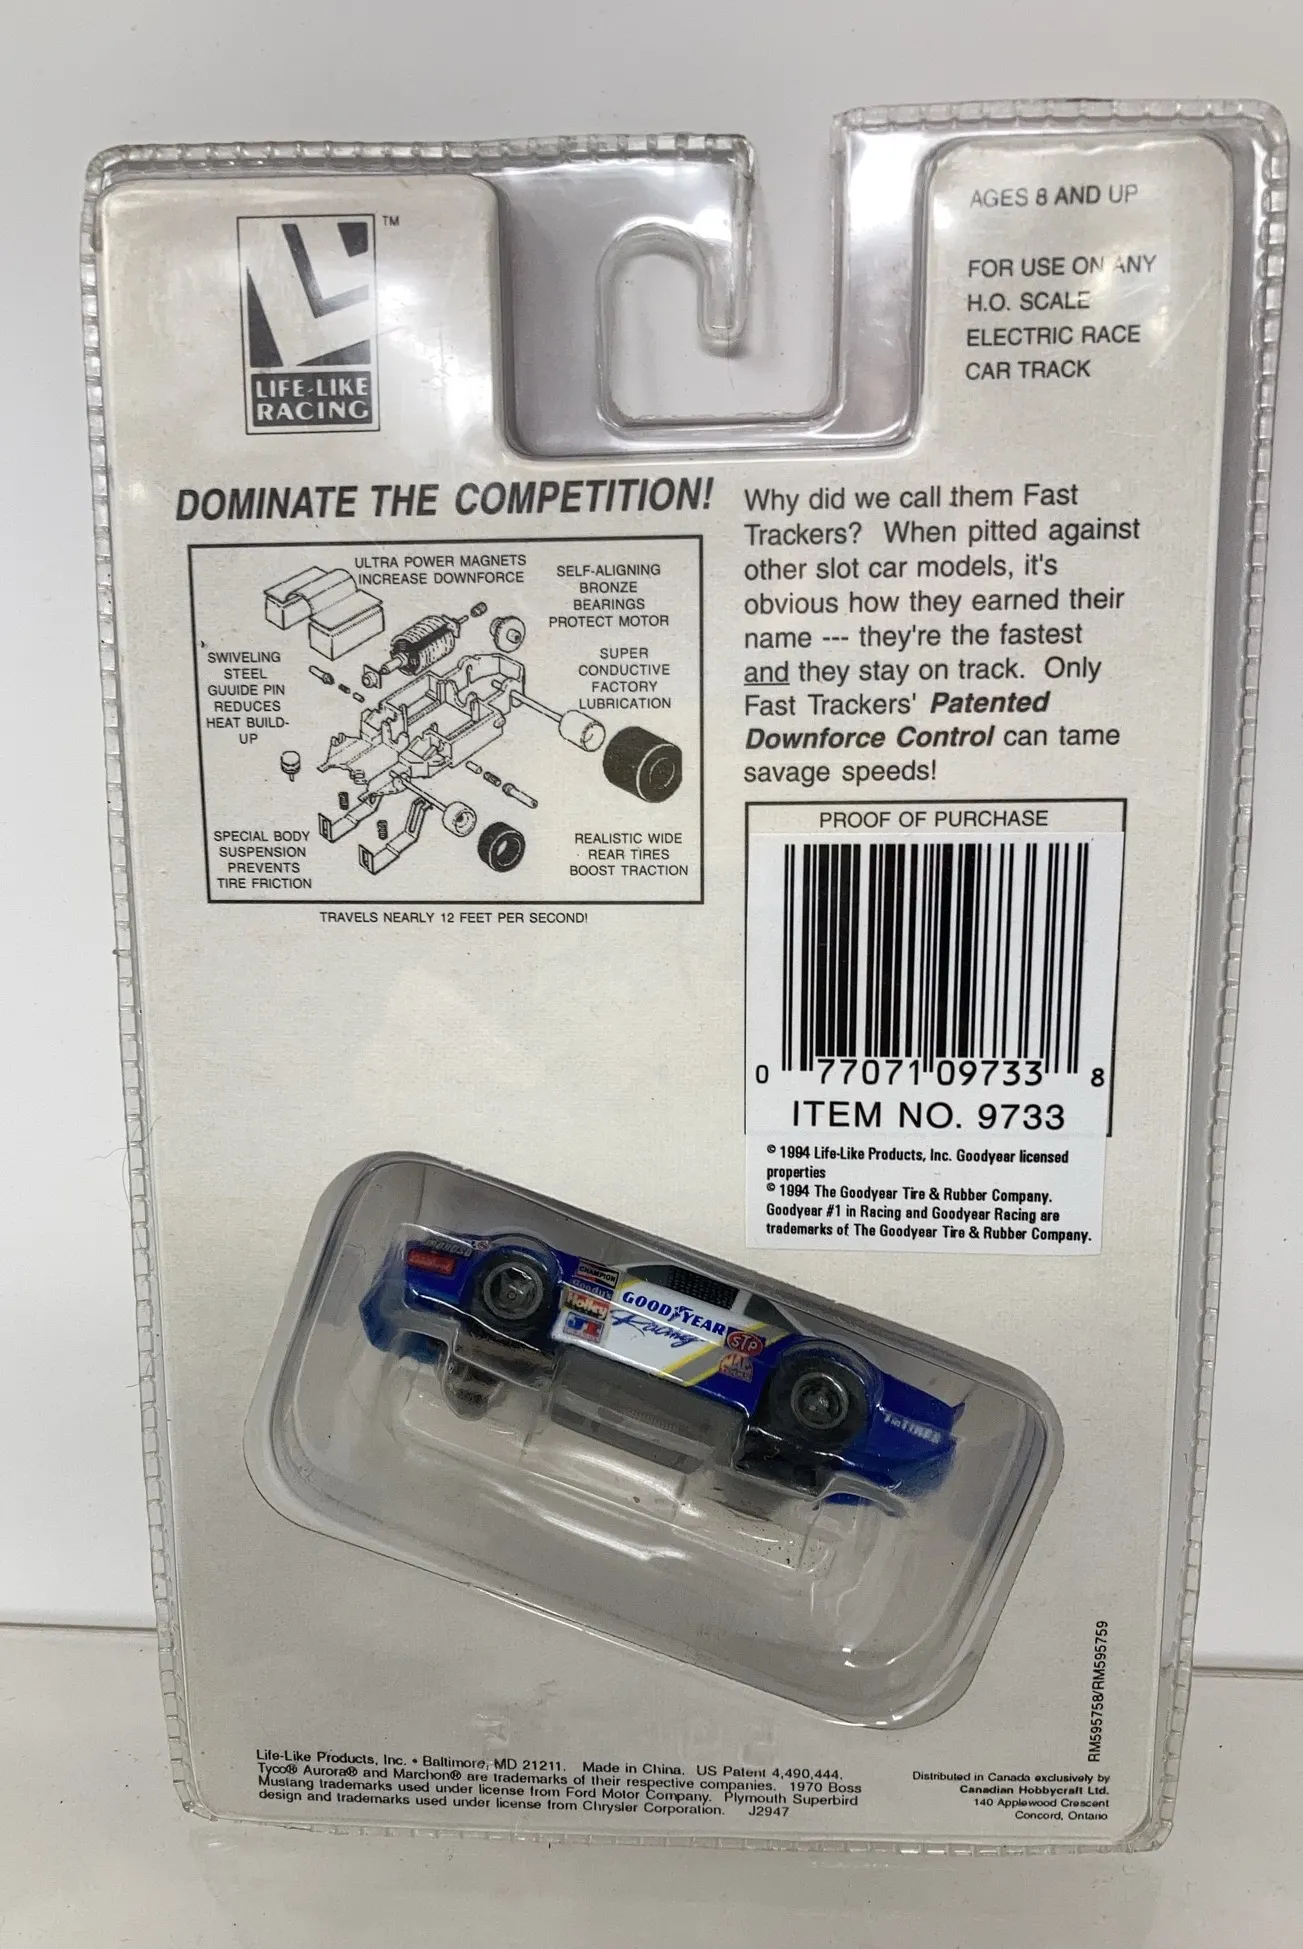 TM
LIFE-LIKE
RACING
AGES 8 AND UP
FOR USE ON ANY
H.O. SCALE
ELECTRIC RACE
CAR TRACK
DOMINATE THE COMPETITION!
ULTRA POWER MAGNETS
INCREASE DOWNFORCE
SELF-ALIGNING
BRONZE
BEARINGS
PROTECT MOTOR
SWIVELING
STEEL
GUUIDE PIN
REDUCES
HEAT BUILD-
UP
SUPER
CONDUCTIVE
FACTORY
LUBRICATION
SPECIAL BODY
SUSPENSION
PREVENTS
TIRE FRICTION
REALISTIC WIDE
REAR TIRES
BOOST TRACTION
TRAVELS NEARLY 12 FEET PER SECOND!
Why did we call them Fast
Trackers? When pitted against
other slot car models, it's
obvious how they earned their
name --- they're the fastest
and they stay on track. Only
Fast Trackers' Patented
Downforce Control can tame
savage speeds!
PROOF OF PURCHASE
0 77071 09733 8
ITEM NO. 9733
© 1994 Life-Like Products, Inc. Goodyear licensed
properties
© 1994 The Goodyear Tire & Rubber Company.
Goodyear #1 in Racing and Goodyear Racing are
trademarks of The Goodyear Tire & Rubber Company.
CHAMPION
Goody's
Holley
GOODYEAR
Racing
STP
RM595758/RM595759
Life-Like Products, Inc. • Baltimore, MD 21211. Made in China. US Patent 4,490,444.
Tyco® Aurora® and Marchon® are trademarks of their respective companies. 1970 Boss
Mustang trademarks used under license from Ford Motor Company. Plymouth Superbird
design and trademarks used under license from Chrysler Corporation. J2947
Distributed in Canada exclusively by
Canadian Hobbycraft Ltd.
140 Applewood Crescent
Concord, Ontario